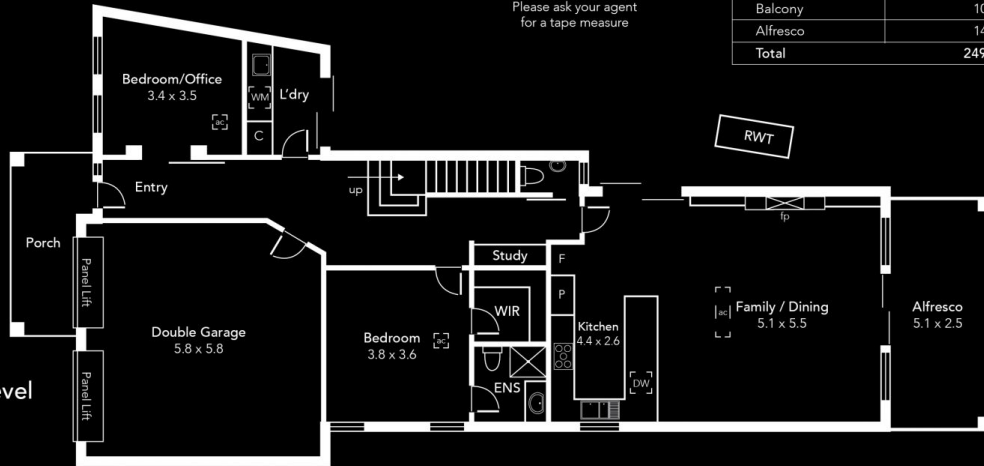 Please ask your agent
for a tape measure
Balcony
Alfresco
Total
Bedroom/Office
3.4 x 3.5
L'dry
WM
ac
C
RWT
Entry
up
fp
Porch
Panel Lift
Study
F
P
Double Garage
5.8 x 5.8
WIR
Bedroom
3.8 x 3.6
ac
Kitchen
4.4 x 2.6
ac
Family / Dining
5.1 x 5.5
Alfresco
5.1 x 2.5
Panel Lift
ENS
DW